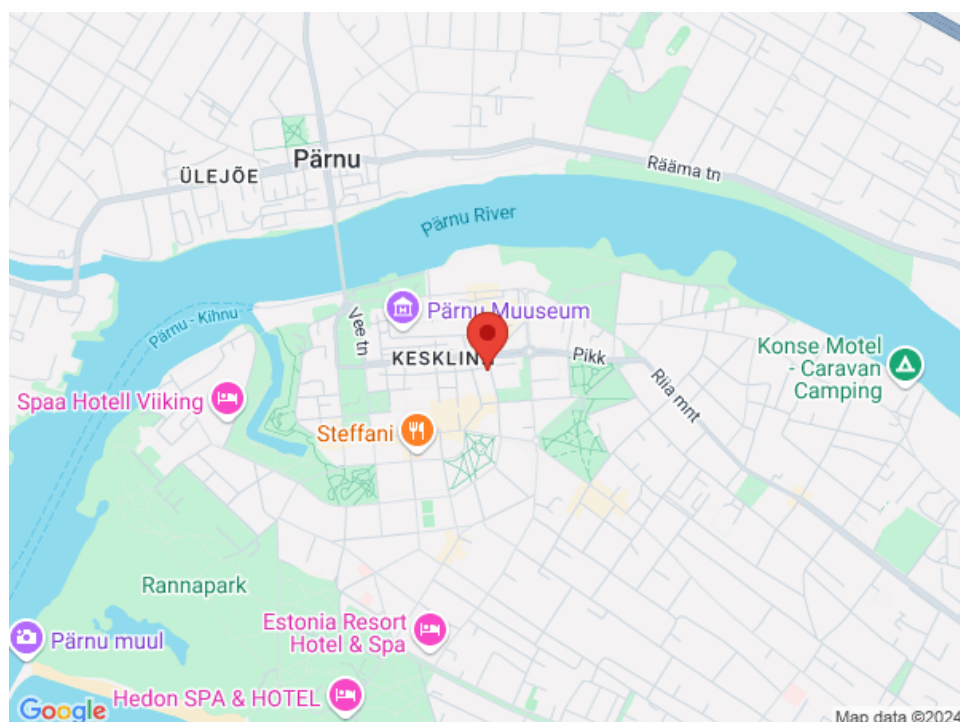 Rääma tn
Pärnu
ÜLEJÕE
Pärnu River
Pärnu - Kihnu
Vee tn
Pärnu Muuseum
KESKLINN
Pikk
Riia mnt
Konse Motel
- Caravan
Camping
Spaa Hotell Viiking
Steffani
Rannapark
Estonia Resort
Hotel & Spa
Pärnu muul
Hedon SPA & HOTEL
Google
Map data ©2024